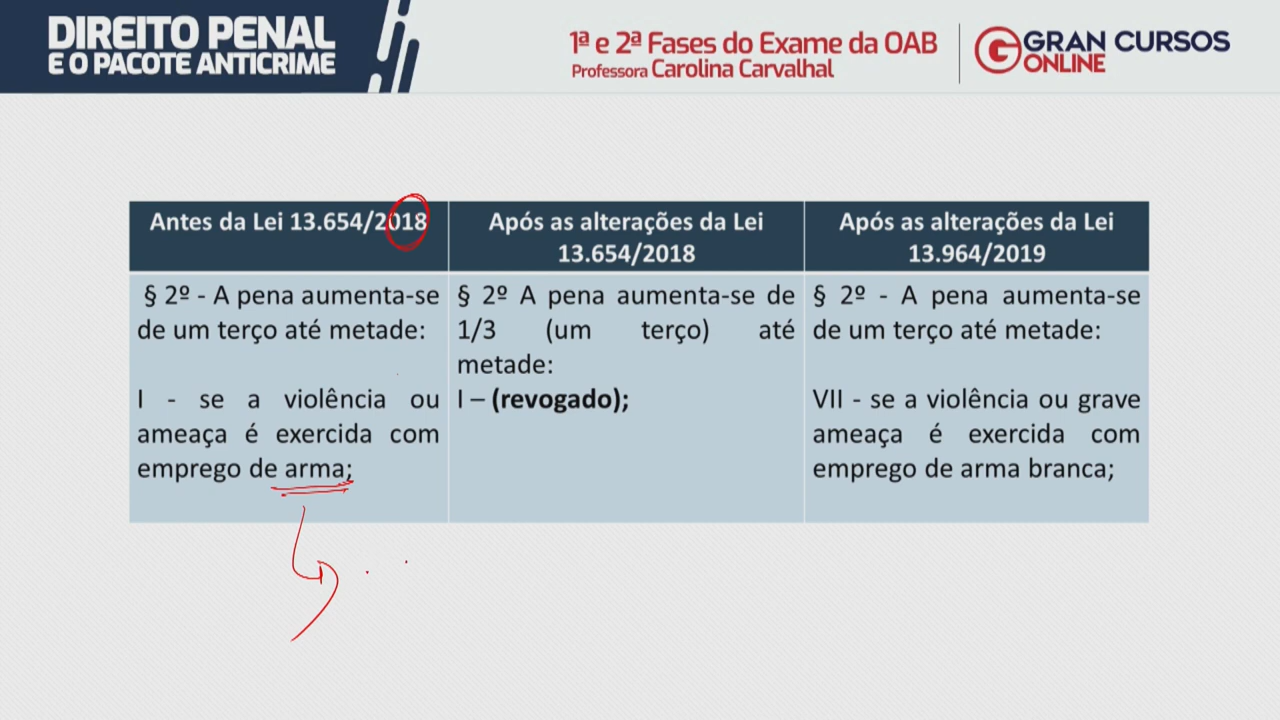 DIREITO PENAL
E O PACOTE ANTICRIME
1ª e 2ª Fases do Exame da OAB
Professora Carolina Carvalhal
GRAN CURSOS
ONLINE
Antes da Lei 13.654/2018
Após as alterações da Lei
13.654/2018
Após as alterações da Lei
13.964/2019
§ 2º - A pena aumenta-se
de um terço até metade:
I - se a violência ou
ameaça é exercida com
emprego de arma;
§ 2º A pena aumenta-se de
1/3 (um terço) até
metade:
I – (revogado);
§ 2º - A pena aumenta-se
de um terço até metade:
VII - se a violência ou grave
ameaça é exercida com
emprego de arma branca;